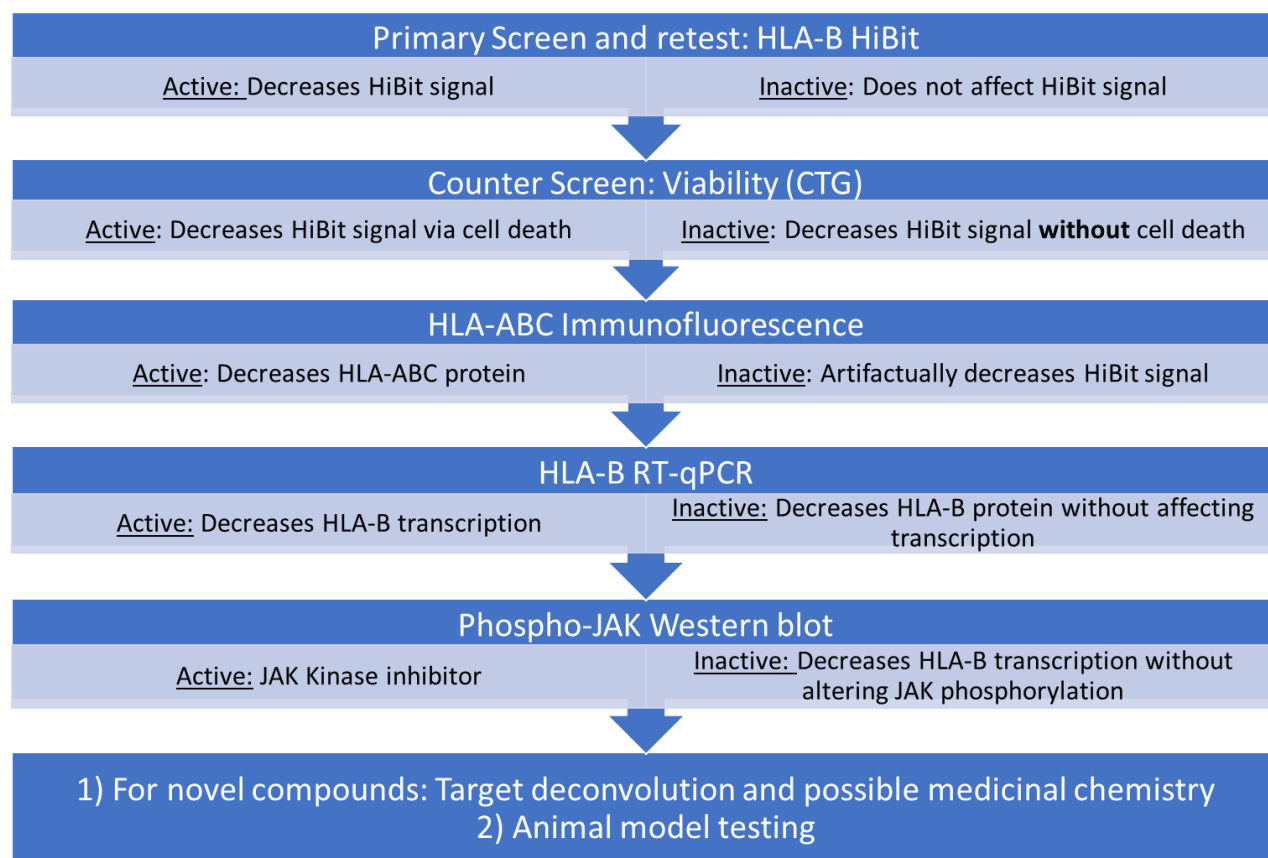 Primary Screen and retest: HLA-B HiBit
Active: Decreases HiBit signal
Inactive: Does not affect HiBit signal
Counter Screen: Viability (CTG)
Active: Decreases HiBit signal via cell death
Inactive: Decreases HiBit signal without cell death
HLA-ABC Immunofluorescence
Active: Decreases HLA-ABC protein
Inactive: Artifactually decreases HiBit signal
HLA-B RT-qPCR
Active: Decreases HLA-B transcription
Inactive: Decreases HLA-B protein without affecting
transcription
Phospho-JAK Western blot
Active: JAK Kinase inhibitor
Inactive: Decreases HLA-B transcription without
altering JAK phosphorylation
1) For novel compounds: Target deconvolution and possible medicinal chemistry
2) Animal model testing